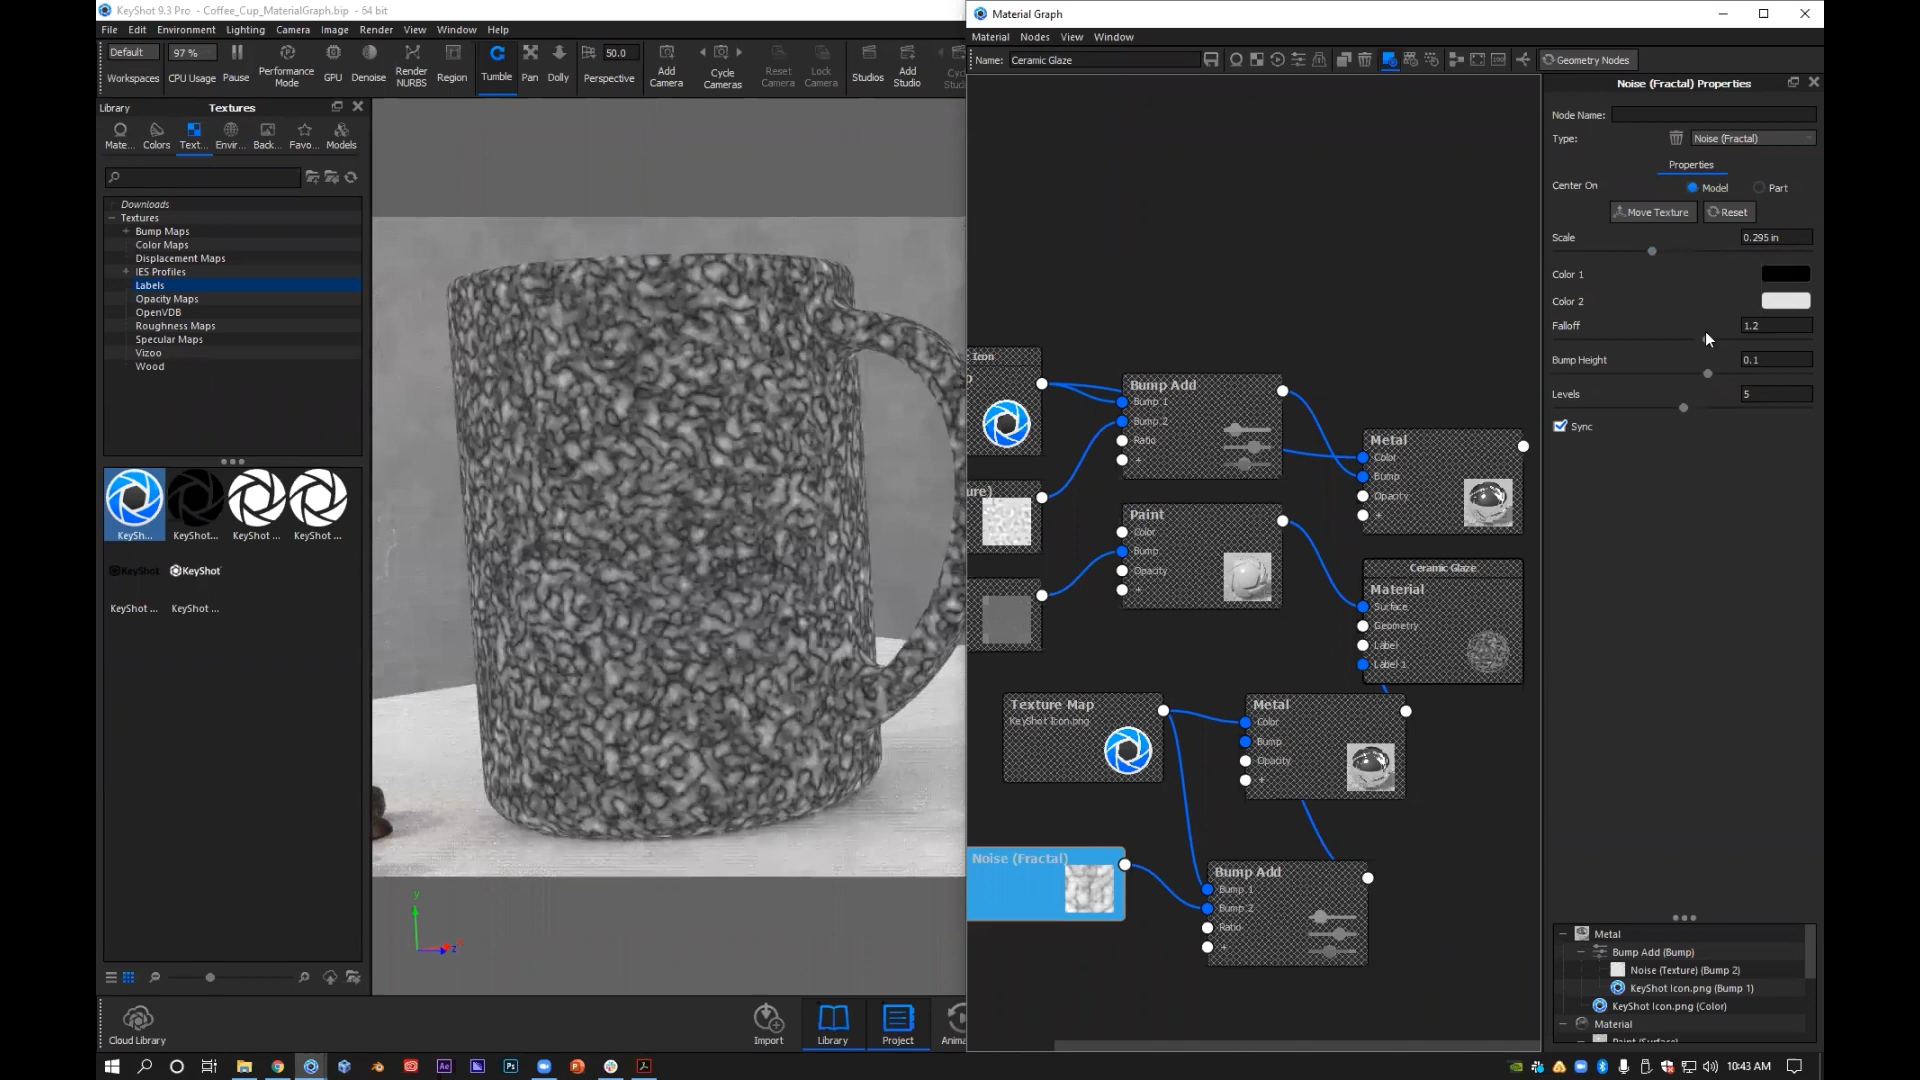 KeyShot 9.3 Pro - Coffee_Cup_MaterialGraph.bip - 64 bit
File Edit Environment Lighting Camera Image Render View Window Help
Default
97 %
50.0
Workspaces
CPU Usage
Pause
Performance Mode
GPU
Denoise
Render NURBS
Region
Tumble
Pan
Dolly
Perspective
Add Camera
Cycle Cameras
Reset Camera
Lock Camera
Studios
Add Studio
Library
Textures
Mate...
Colors
Text...
Envir...
Back...
Favo...
Models
Downloads
Textures
Bump Maps
Color Maps
Displacement Maps
IES Profiles
Labels
Opacity Maps
OpenVDB
Roughness Maps
Specular Maps
Vizoo
Wood
KeySh...
KeyShot...
KeyShot ...
KeyShot ...
KeyShot
KeyShot
KeyShot ...
KeyShot ...
y
z
Cloud Library
Import
Library
Project
Anima
Material Graph
Material Nodes View Window
Name: Ceramic Glaze
Geometry Nodes
Icon
Bump Add
Bump 1
Bump 2
Ratio
+
ure)
Metal
Color
Bump
Opacity
+
Paint
Color
Bump
Opacity
+
Ceramic Glaze
Material
Surface
Geometry
Label
Label 1
Texture Map
KeyShot Icon.png
Metal
Color
Bump
Opacity
+
Noise (Fractal)
Bump Add
Bump 1
Bump 2
Ratio
+
Noise (Fractal) Properties
Node Name:
Type: Noise (Fractal)
Properties
Center On Model Part
Move Texture Reset
Scale 0.295 in
Color 1
Color 2
Falloff 1.2
Bump Height 0.1
Levels 5
Sync
Metal
Bump Add (Bump)
Noise (Texture) (Bump 2)
KeyShot Icon.png (Bump 1)
KeyShot Icon.png (Color)
Material
Paint (Surface)
10:43 AM